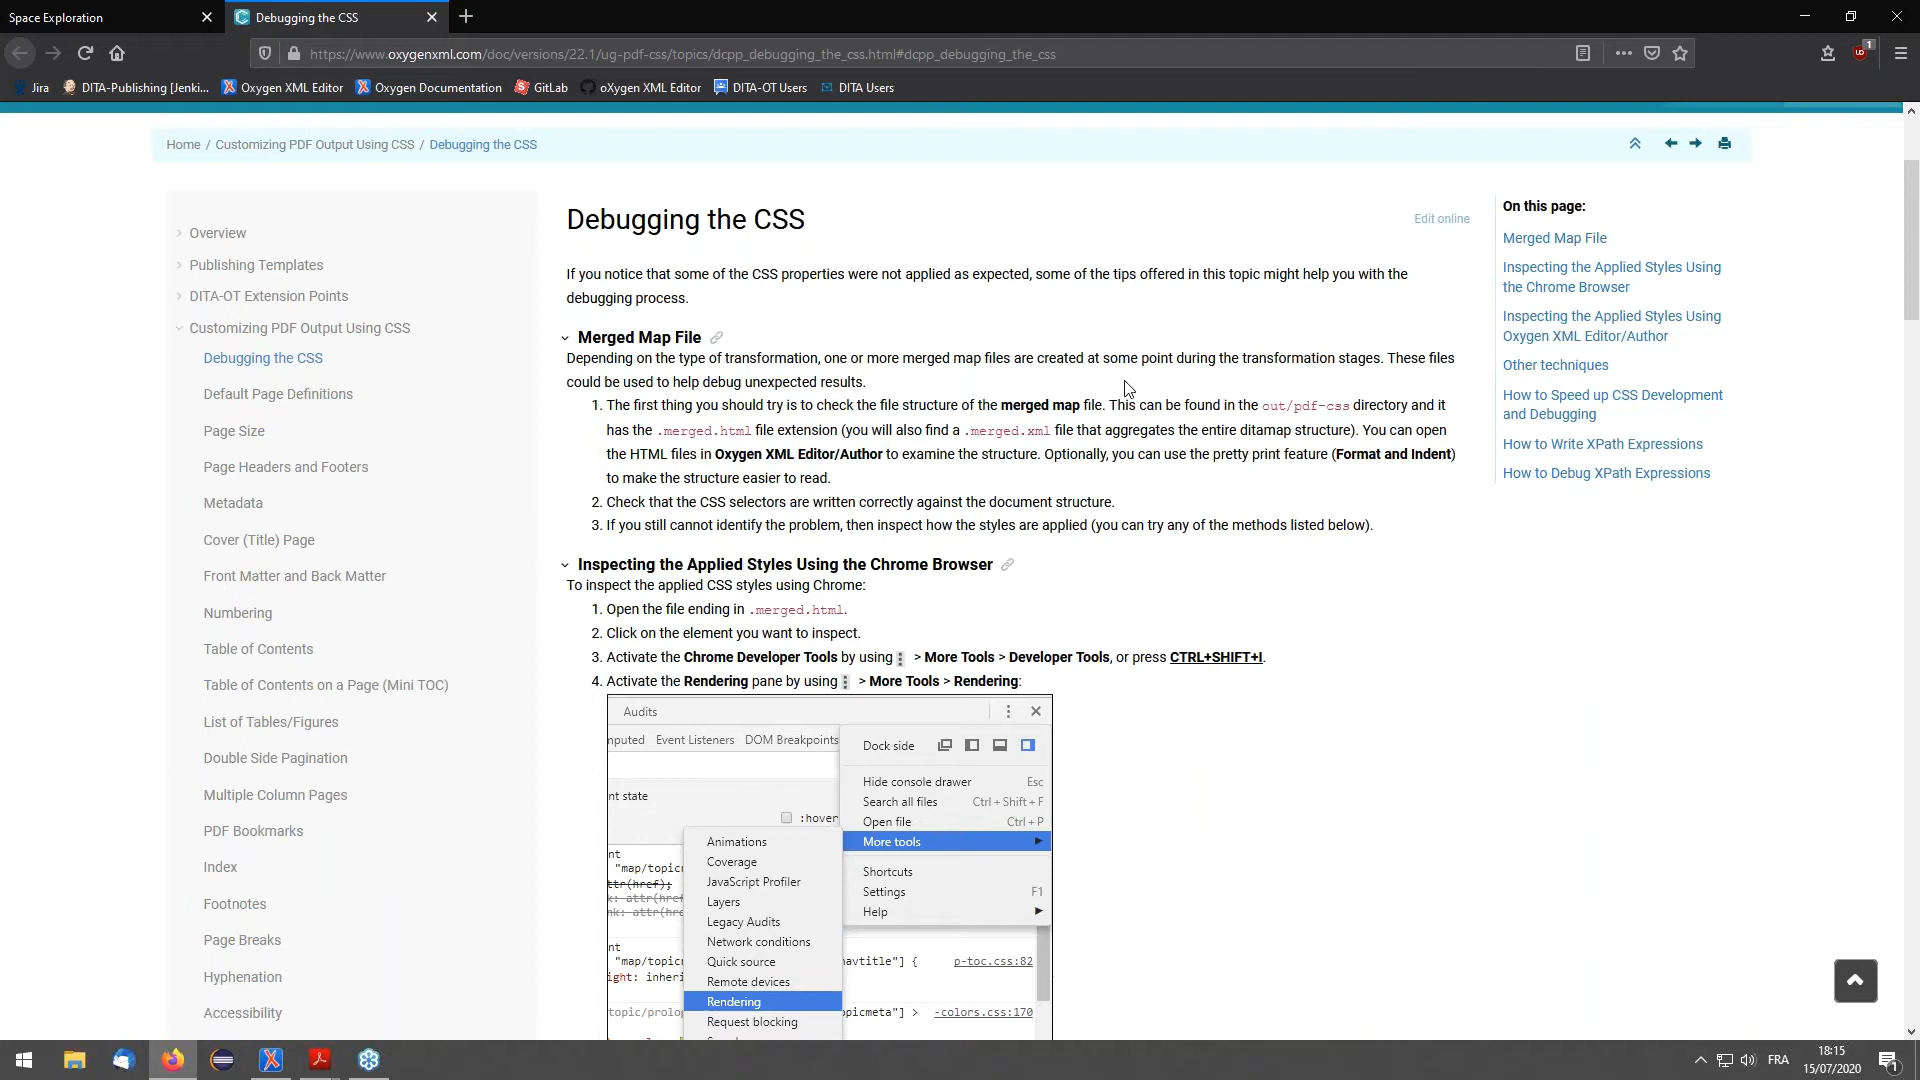 Space Exploration
Debugging the CSS
https://www.oxygenxml.com/doc/versions/22.1/ug-pdf-css/topics/dcpp_debugging_the_css.html#dcpp_debugging_the_css
1
Jira
DITA-Publishing [Jenki...
Oxygen XML Editor
Oxygen Documentation
GitLab
oXygen XML Editor
DITA-OT Users
DITA Users
Home / Customizing PDF Output Using CSS / Debugging the CSS
Overview
Publishing Templates
DITA-OT Extension Points
Customizing PDF Output Using CSS
Debugging the CSS
Default Page Definitions
Page Size
Page Headers and Footers
Metadata
Cover (Title) Page
Front Matter and Back Matter
Numbering
Table of Contents
Table of Contents on a Page (Mini TOC)
List of Tables/Figures
Double Side Pagination
Multiple Column Pages
PDF Bookmarks
Index
Footnotes
Page Breaks
Hyphenation
Accessibility
Debugging the CSS
Edit online
If you notice that some of the CSS properties were not applied as expected, some of the tips offered in this topic might help you with the
debugging process.
Merged Map File
Depending on the type of transformation, one or more merged map files are created at some point during the transformation stages. These files
could be used to help debug unexpected results.
1. The first thing you should try is to check the file structure of the merged map file. This can be found in the out/pdf-css directory and it
has the .merged.html file extension (you will also find a .merged.xml file that aggregates the entire ditamap structure). You can open
the HTML files in Oxygen XML Editor/Author to examine the structure. Optionally, you can use the pretty print feature (Format and Indent)
to make the structure easier to read.
2. Check that the CSS selectors are written correctly against the document structure.
3. If you still cannot identify the problem, then inspect how the styles are applied (you can try any of the methods listed below).
Inspecting the Applied Styles Using the Chrome Browser
To inspect the applied CSS styles using Chrome:
1. Open the file ending in .merged.html.
2. Click on the element you want to inspect.
3. Activate the Chrome Developer Tools by using > More Tools > Developer Tools, or press CTRL+SHIFT+I.
4. Activate the Rendering pane by using > More Tools > Rendering:
Audits
nputed Event Listeners DOM Breakpoints
nt state
:hover
nt
"map/topicr
ttr(href);
k: attr(hre
nk: attr(hr
nt
"map/topic
ight: inheri
topic/prolo
Dock side
Hide console drawer Esc
Search all files Ctrl + Shift + F
Open file Ctrl + P
More tools
Shortcuts
Settings F1
Help
Animations
Coverage
JavaScript Profiler
Layers
Legacy Audits
Network conditions
Quick source
Remote devices
Rendering
Request blocking
avtitle"] { p-toc.css:82
opicmeta"] > -colors.css:170
On this page:
Merged Map File
Inspecting the Applied Styles Using
the Chrome Browser
Inspecting the Applied Styles Using
Oxygen XML Editor/Author
Other techniques
How to Speed up CSS Development
and Debugging
How to Write XPath Expressions
How to Debug XPath Expressions
FRA
18:15
15/07/2020
1